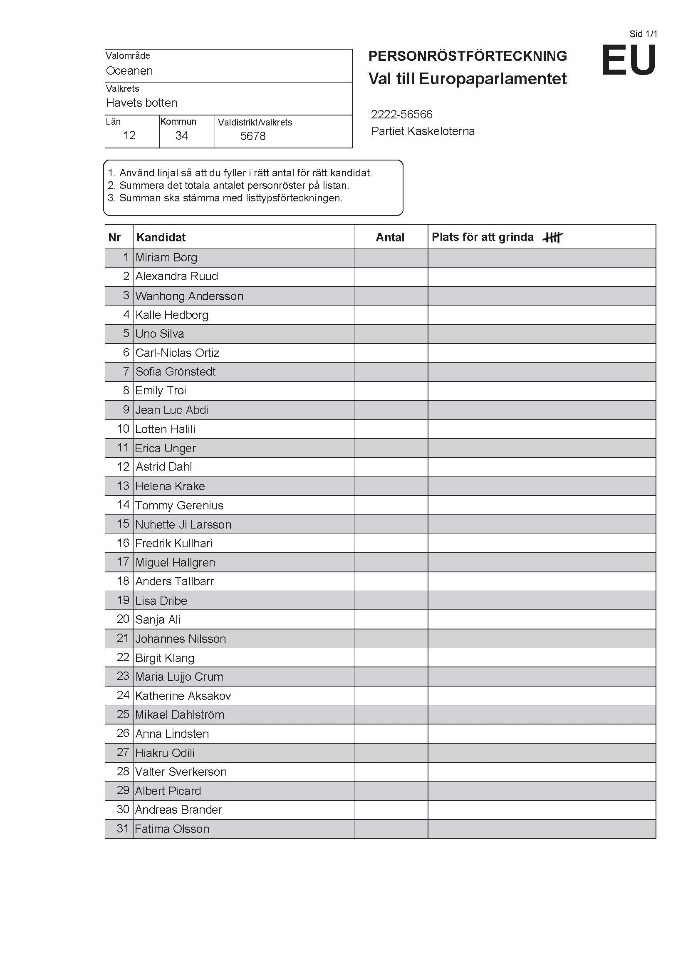 Sid 1/1
Valområde
Oceanen
Valkrets
Havets botten
Län Kommun Valdistrikt/valkrets
12 34 5678
PERSONRÖSTFÖRTECKNING
Val till Europaparlamentet
EU
2222-56566
Partiet Kaskeloterna
1. Använd linjal så att du fyller i rätt antal för rätt kandidat.
2. Summera det totala antalet personröster på listan.
3. Summan ska stämma med listtypsförteckningen.
Nr Kandidat Antal Plats för att grinda
1 Miriam Borg
2 Alexandra Ruud
3 Wanhong Andersson
4 Kalle Hedborg
5 Uno Silva
6 Carl-Niclas Ortiz
7 Sofia Grönstedt
8 Emily Troi
9 Jean Luc Abdi
10 Lotten Halili
11 Erica Unger
12 Astrid Dahl
13 Helena Krake
14 Tommy Gerenius
15 Nuhette Ji Larsson
16 Fredrik Kullhari
17 Miguel Hallgren
18 Anders Tallbarr
19 Lisa Dribe
20 Sanja Ali
21 Johannes Nilsson
22 Birgit Klang
23 Maria Lujjo Crum
24 Katherine Aksakov
25 Mikael Dahlström
26 Anna Lindsten
27 Hiakru Odili
28 Valter Sverkerson
29 Albert Picard
30 Andreas Brander
31 Fatima Olsson